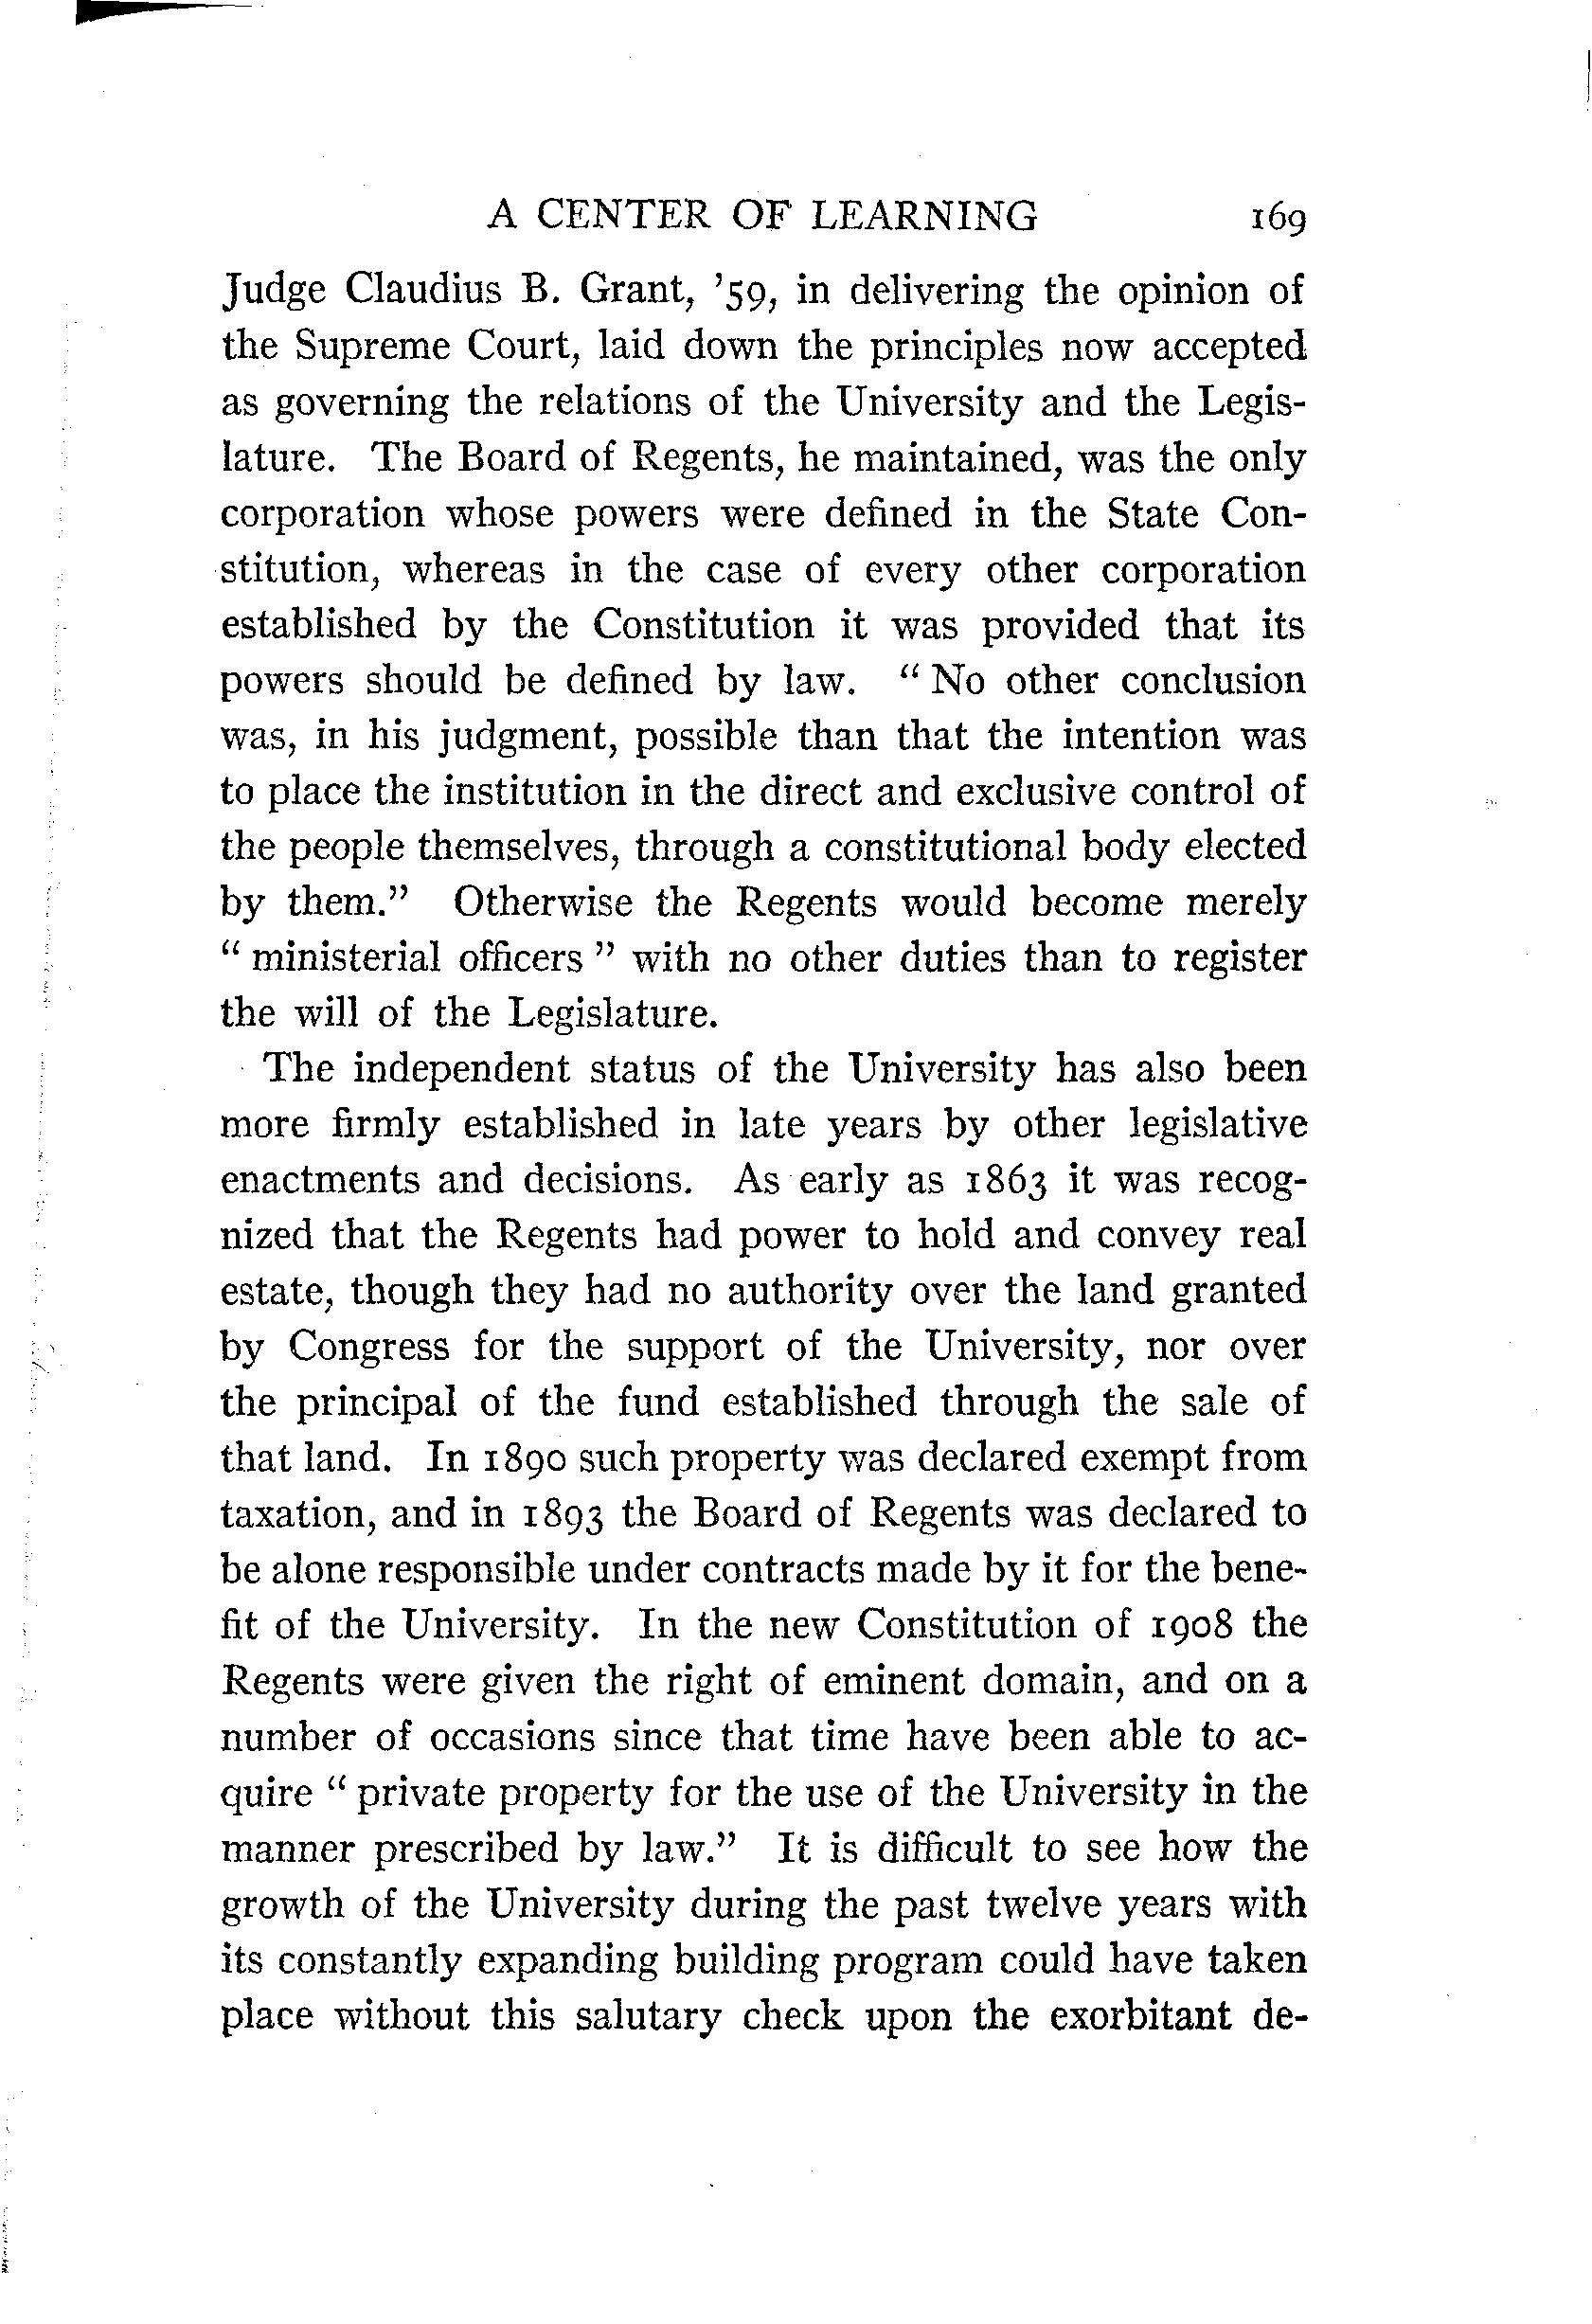 A CENTER OF LEARNING 169
Judge Claudius B. Grant, ’59, in delivering the opinion of
the Supreme Court, laid down the principles now accepted
as governing the relations of the University and the Legis-
lature. The Board of Regents, he maintained, was the only
corporation whose powers were defined in the State Con-
stitution, whereas in the case of every other corporation
established by the Constitution it was provided that its
powers should be defined by law. “ No other conclusion
was, in his judgment, possible than that the intention was
to place the institution in the direct and exclusive control of
the people themselves, through a constitutional body elected
by them.” Otherwise the Regents would become merely
“ ministerial officers ” with no other duties than to register
the will of the Legislature.
The independent status of the University has also been
more firmly established in late years by other legislative
enactments and decisions. As early as 1863 it was recog-
nized that the Regents had power to hold and convey real
estate, though they had no authority over the land granted
by Congress for the support of the University, nor over
the principal of the fund established through the sale of
that land. In 1890 such property was declared exempt from
taxation, and in 1893 the Board of Regents was declared to
be alone responsible under contracts made by it for the bene-
fit of the University. In the new Constitution of 1908 the
Regents were given the right of eminent domain, and on a
number of occasions since that time have been able to ac-
quire “ private property for the use of the University in the
manner prescribed by law.” It is difficult to see how the
growth of the University during the past twelve years with
its constantly expanding building program could have taken
place without this salutary check upon the exorbitant de-